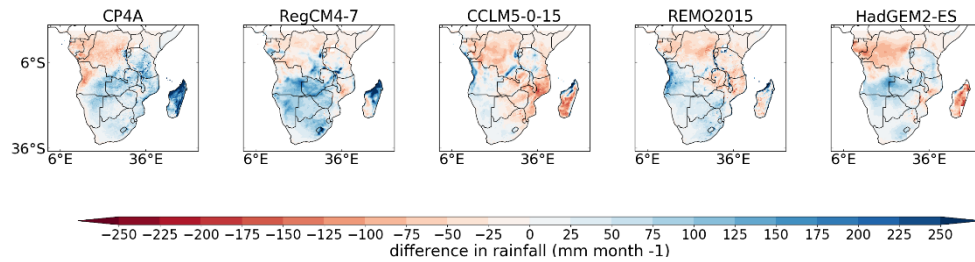 CP4A RegCM4-7 CCLM5-0-15 REMO2015 HadGEM2-ES
6°S
36°S
6°E 36°E 6°E 36°E 6°E 36°E 6°E 36°E 6°E 36°E
−250 −225 −200 −175 −150 −125 −100 −75 −50 −25 0 25 50 75 100 125 150 175 200 225 250
difference in rainfall (mm month -1)